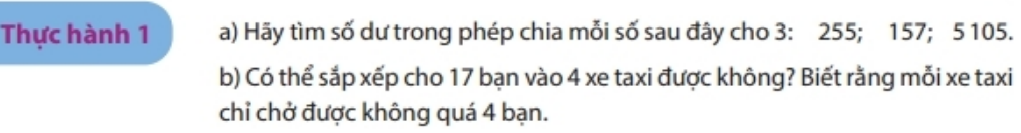 Thực hành 1
a) Hãy tìm số dư trong phép chia mỗi số sau đây cho 3: 255; 157; 5 105.
b) Có thể sắp xếp cho 17 bạn vào 4 xe taxi được không? Biết rằng mỗi xe taxi
chỉ chở được không quá 4 bạn.